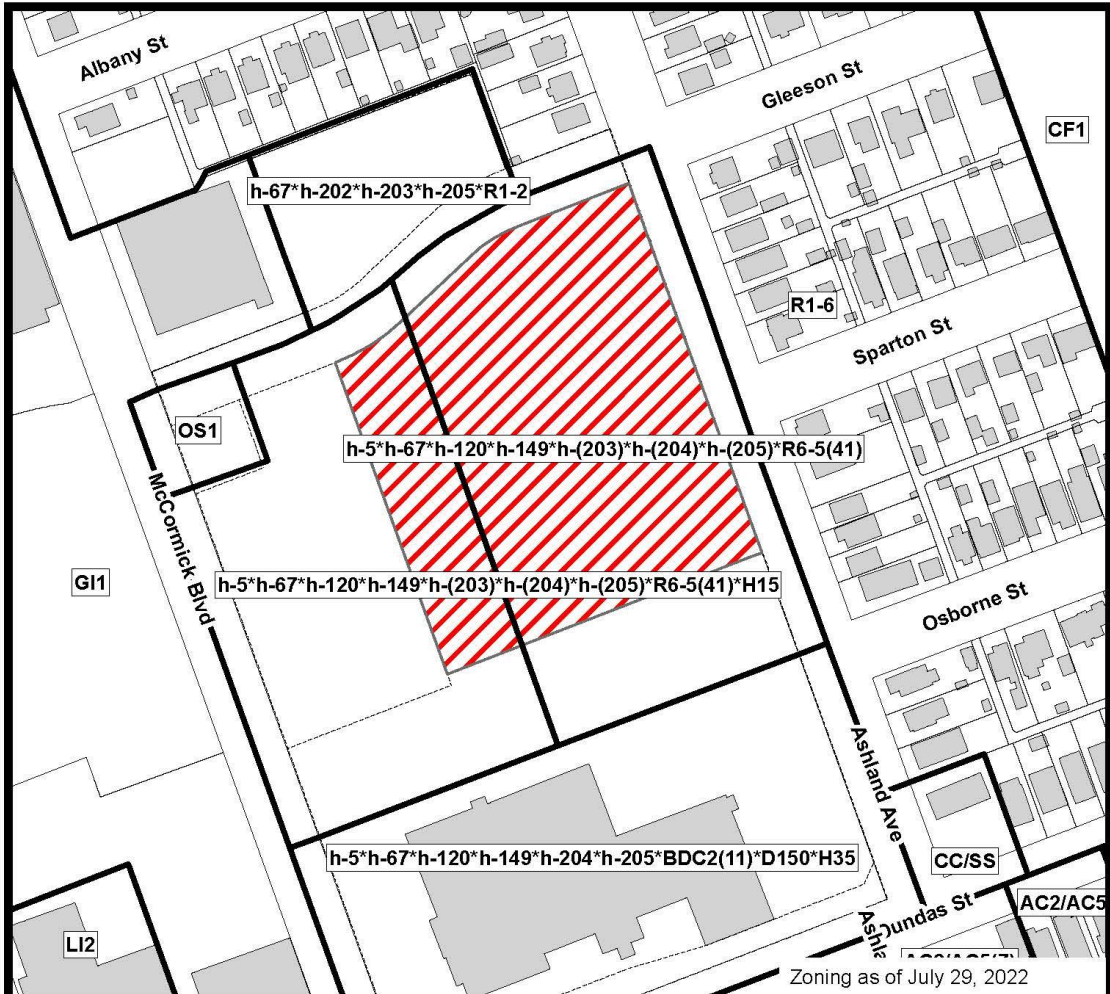 Albany St
Gleeson St
CF1
h-67*h-202*h-203*h-205*R1-2
R1-6
Sparton St
OS1
h-5*h-67*h-120*h-149*h-(203)*h-(204)*h-(205)*R6-5(41)
McCormick Blvd
GI1
h-5*h-67*h-120*h-149*h-(203)*h-(204)*h-(205)*R6-5(41)*H15
Osborne St
Ashland Ave
h-5*h-67*h-120*h-149*h-204*h-205*BDC2(11)*D150*H35
CC/SS
AC2/AC5
Dundas St
LI2
Zoning as of July 29, 2022